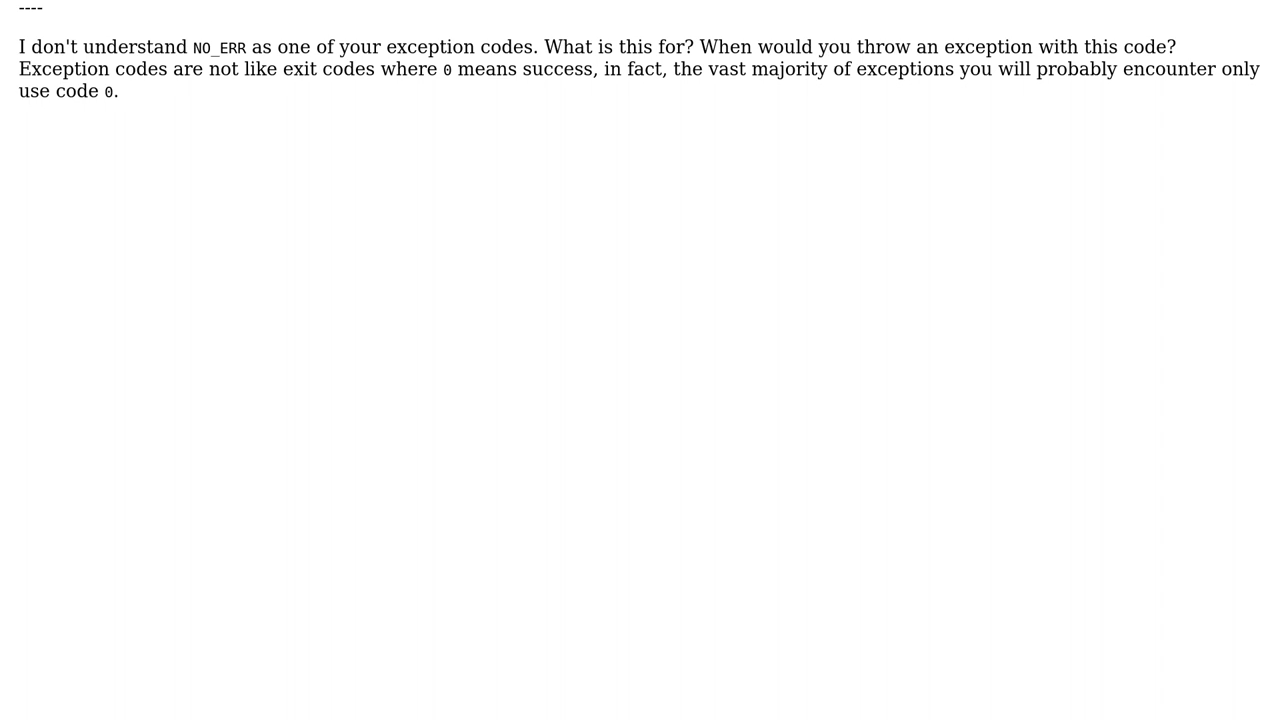 ----
I don't understand NO_ERR as one of your exception codes. What is this for? When would you throw an exception with this code?
Exception codes are not like exit codes where 0 means success, in fact, the vast majority of exceptions you will probably encounter only
use code 0.